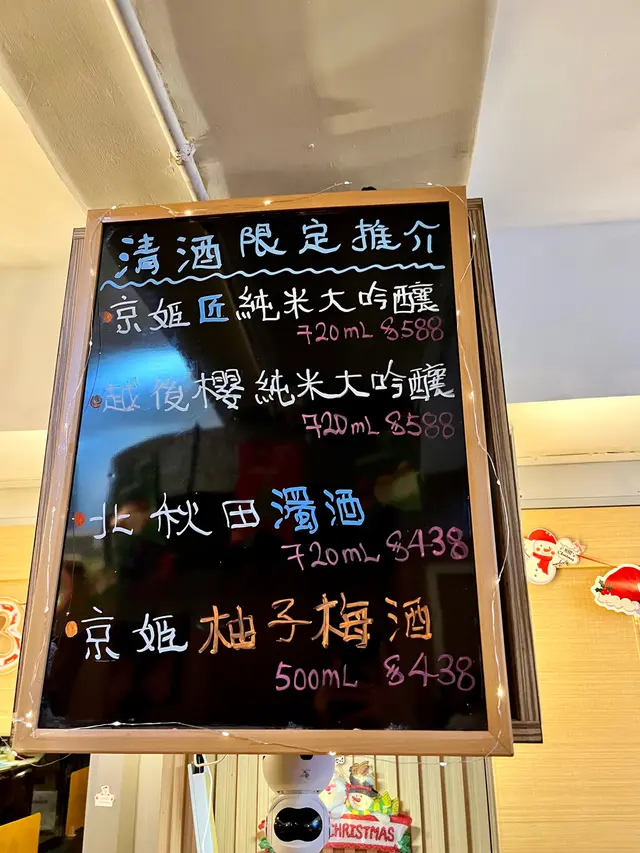 清酒限定推介
京姫匠純米大吟釀
720mL $588
越後櫻純米大吟釀
720mL $588
北秋田濁酒
720mL $438
京姫柚子梅酒
500mL $438
CHRISTMAS